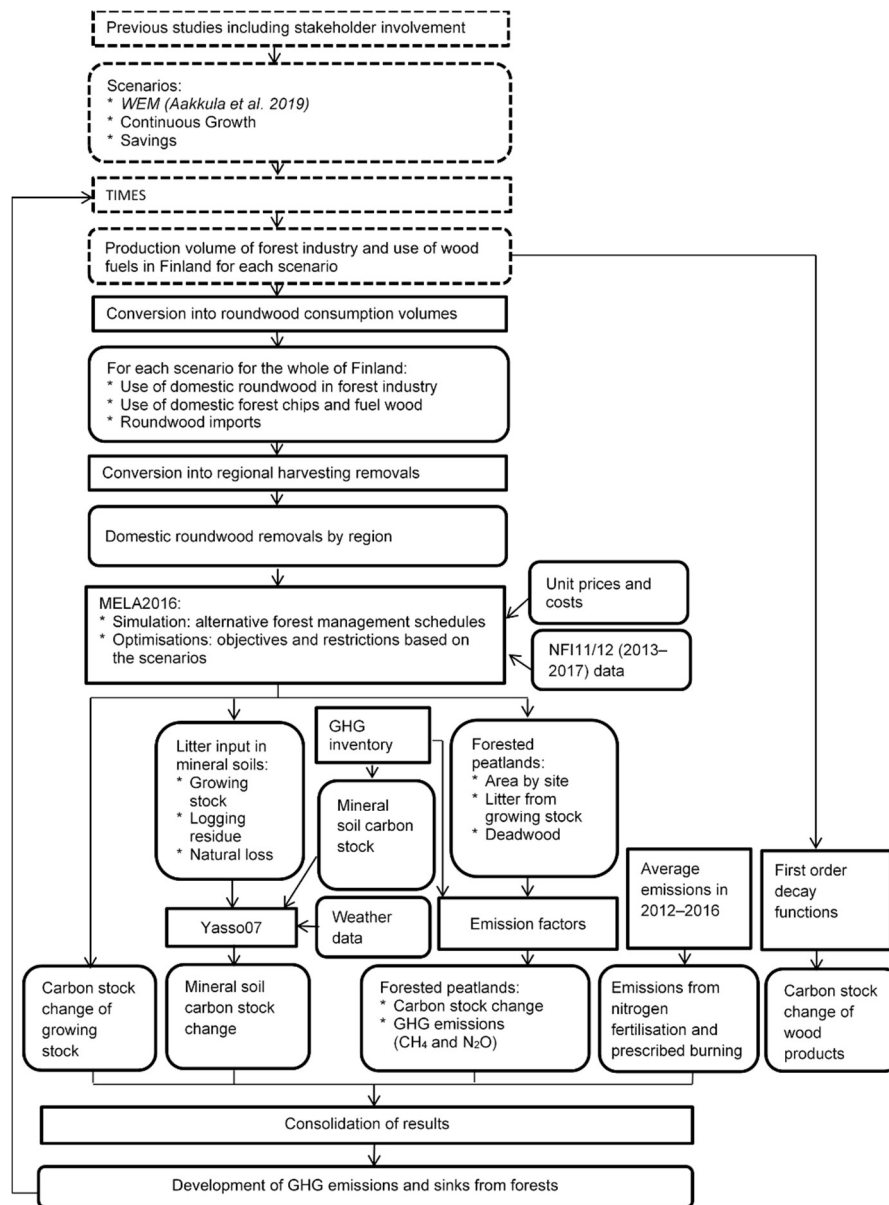 Previous studies including stakeholder involvement
Scenarios:
* WEM (Aakkula et al. 2019)
* Continuous Growth
* Savings
TIMES
Production volume of forest industry and use of wood
fuels in Finland for each scenario
Conversion into roundwood consumption volumes
For each scenario for the whole of Finland:
* Use of domestic roundwood in forest industry
* Use of domestic forest chips and fuel wood
* Roundwood imports
Conversion into regional harvesting removals
Domestic roundwood removals by region
Unit prices and
costs
MELA2016:
* Simulation: alternative forest management schedules
* Optimisations: objectives and restrictions based on
the scenarios
NFI11/12 (2013–
2017) data
Litter input in
mineral soils:
* Growing
stock
* Logging
residue
* Natural loss
GHG
inventory
Mineral
soil carbon
stock
Forested
peatlands:
* Area by site
* Litter from
growing stock
* Deadwood
Average
emissions in
2012–2016
First order
decay
functions
Yasso07
Weather
data
Emission factors
Carbon stock
change of
growing
stock
Mineral soil
carbon stock
change
Forested peatlands:
* Carbon stock change
* GHG emissions
(CH₄ and N₂O)
Emissions from
nitrogen
fertilisation and
prescribed burning
Carbon stock
change of
wood
products
Consolidation of results
Development of GHG emissions and sinks from forests